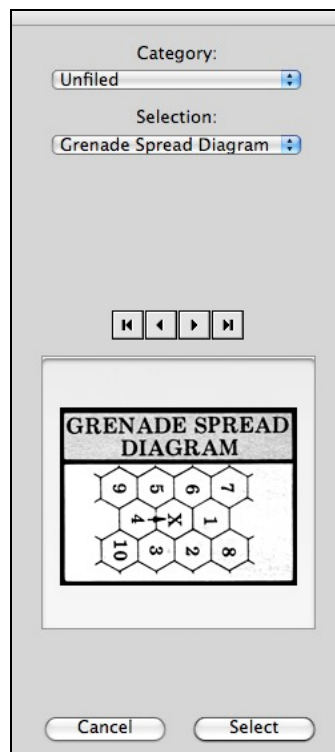 Category:
Unfiled
Selection:
Grenade Spread Diagram
GRENADE SPREAD
DIAGRAM
9 5 6 7
4 X 1
10 3 2 8
Cancel Select